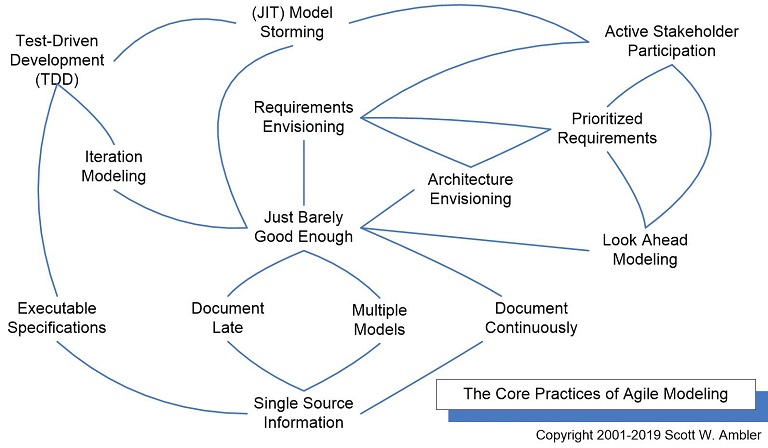 (JIT) Model
Storming
Test-Driven
Development
(TDD)
Active Stakeholder
Participation
Requirements
Envisioning
Prioritized
Requirements
Iteration
Modeling
Architecture
Envisioning
Just Barely
Good Enough
Look Ahead
Modeling
Executable
Specifications
Document
Late
Multiple
Models
Document
Continuously
Single Source
Information
The Core Practices of Agile Modeling
Copyright 2001-2019 Scott W. Ambler